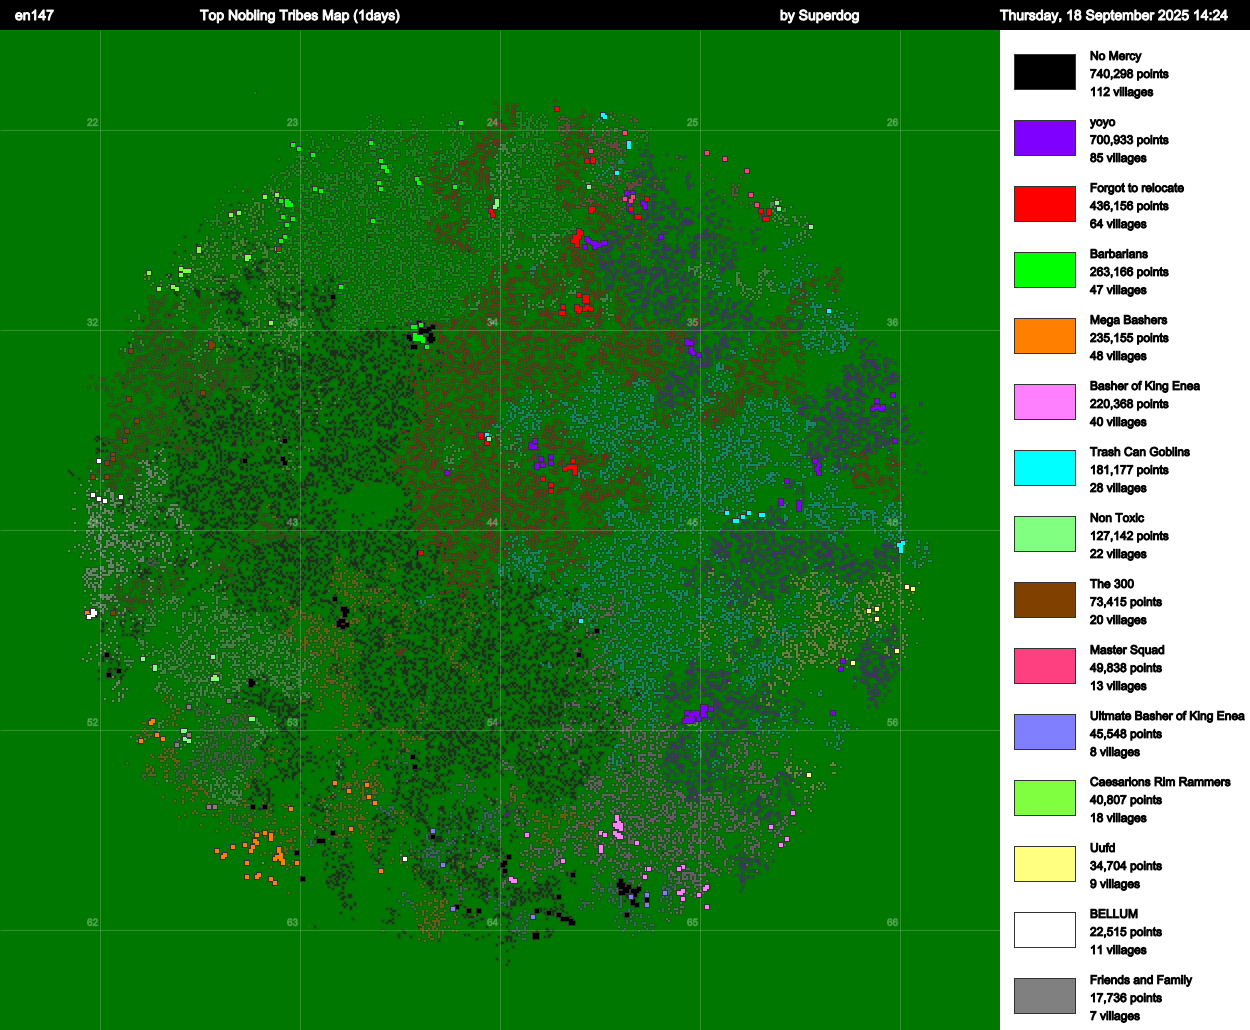 en147 Top Nobling Tribes Map (1days) by Superdog Thursday, 18 September 2025 14:24
No Mercy
740,298 points
112 villages
yoyo
700,933 points
85 villages
Forgot to relocate
436,156 points
64 villages
Barbarians
263,166 points
47 villages
Mega Bashers
235,155 points
48 villages
Basher of King Enea
220,368 points
40 villages
Trash Can Goblins
181,177 points
28 villages
Non Toxic
127,142 points
22 villages
The 300
73,415 points
20 villages
Master Squad
49,838 points
13 villages
Ultmate Basher of King Enea
45,548 points
8 villages
Caesarions Rim Rammers
40,807 points
18 villages
Uufd
34,704 points
9 villages
BELLUM
22,515 points
11 villages
Friends and Family
17,736 points
7 villages
22 23 24 25 26
32 34 35 36
43 44
52 53 54 56
62 63 64 65 66